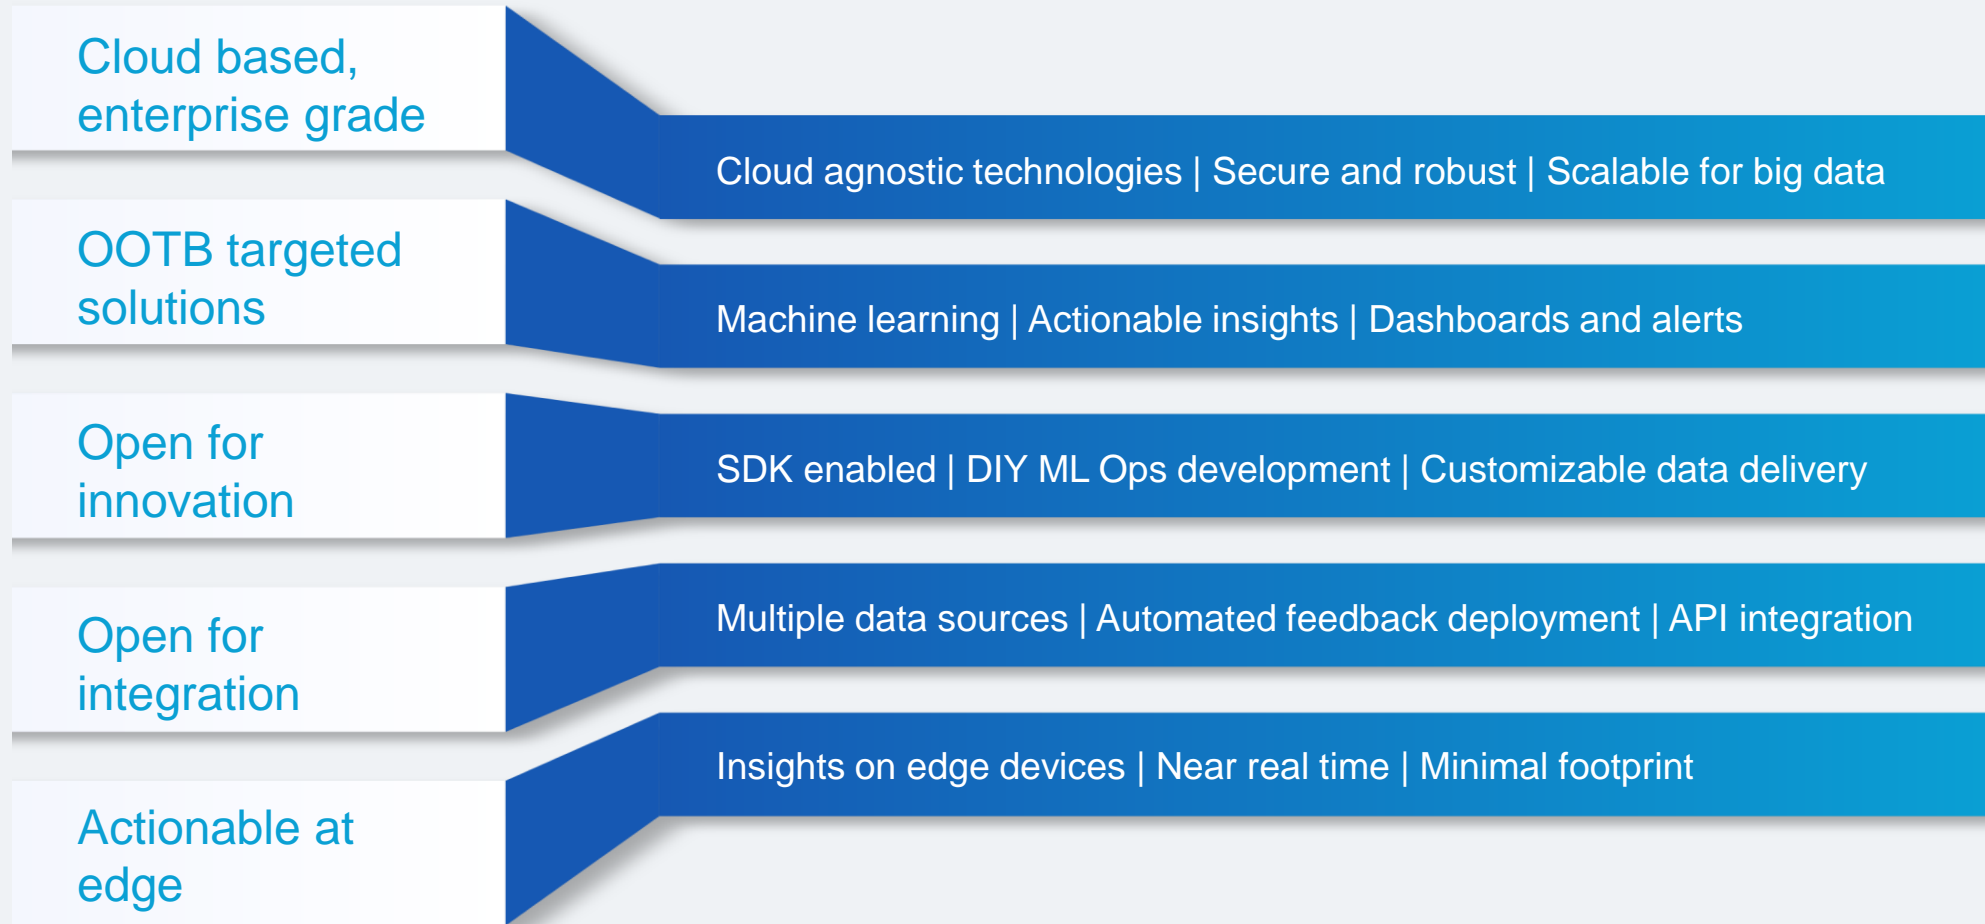 Cloud based,
enterprise grade
Cloud agnostic technologies | Secure and robust | Scalable for big data
OOTB targeted
solutions
Machine learning | Actionable insights | Dashboards and alerts
Open for
innovation
SDK enabled | DIY ML Ops development | Customizable data delivery
Open for
integration
Multiple data sources | Automated feedback deployment | API integration
Actionable at
edge
Insights on edge devices | Near real time | Minimal footprint